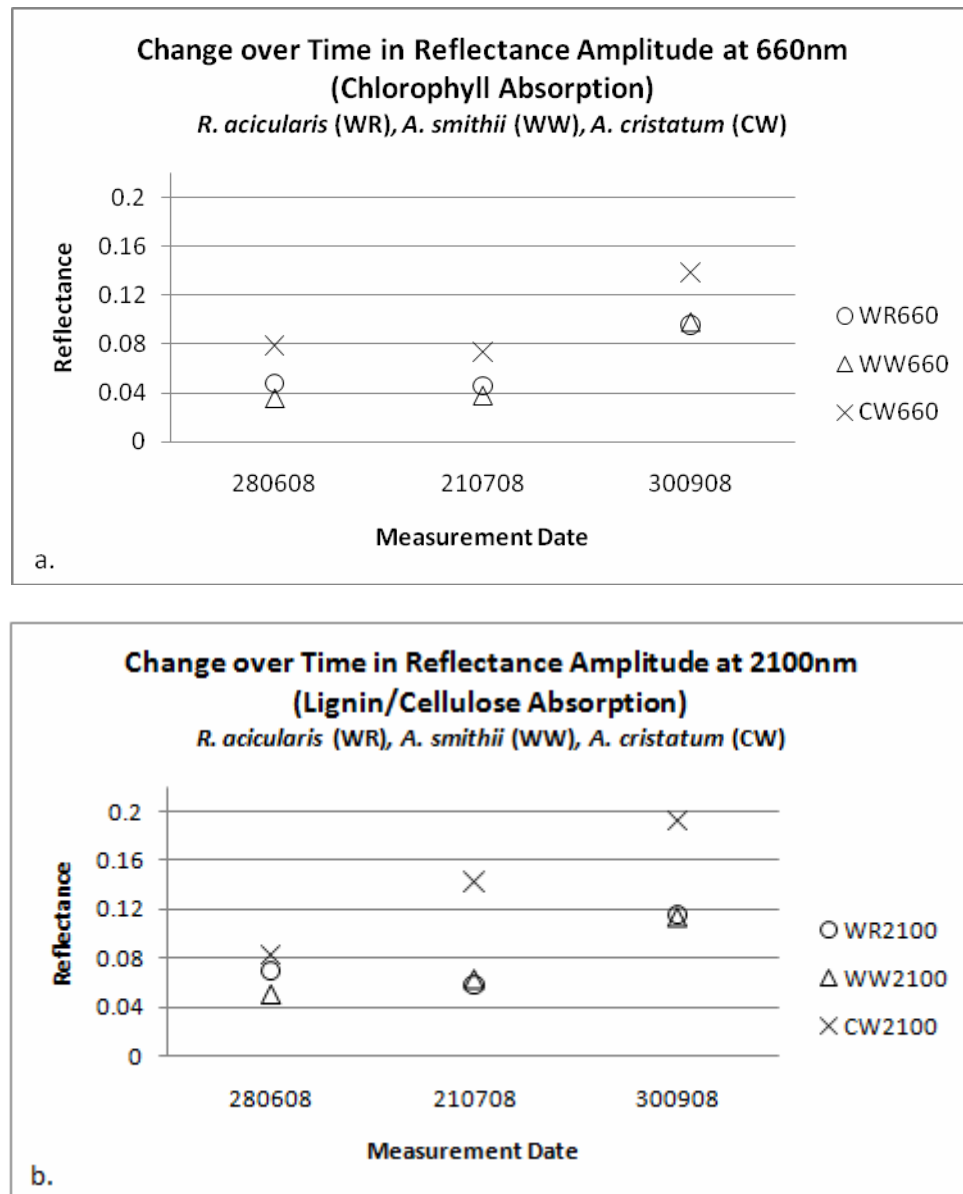 Change over Time in Reflectance Amplitude at 660nm
(Chlorophyll Absorption)
R. acicularis (WR), A. smithii (WW), A. cristatum (CW)
0.2
0.16
0.12
0.08
0.04
0
Reflectance
280608
210708
300908
Measurement Date
WR660
WW660
CW660
a.
Change over Time in Reflectance Amplitude at 2100nm
(Lignin/Cellulose Absorption)
R. acicularis (WR), A. smithii (WW), A. cristatum (CW)
0.2
0.16
0.12
0.08
0.04
0
Reflectance
280608
210708
300908
Measurement Date
WR2100
WW2100
CW2100
b.